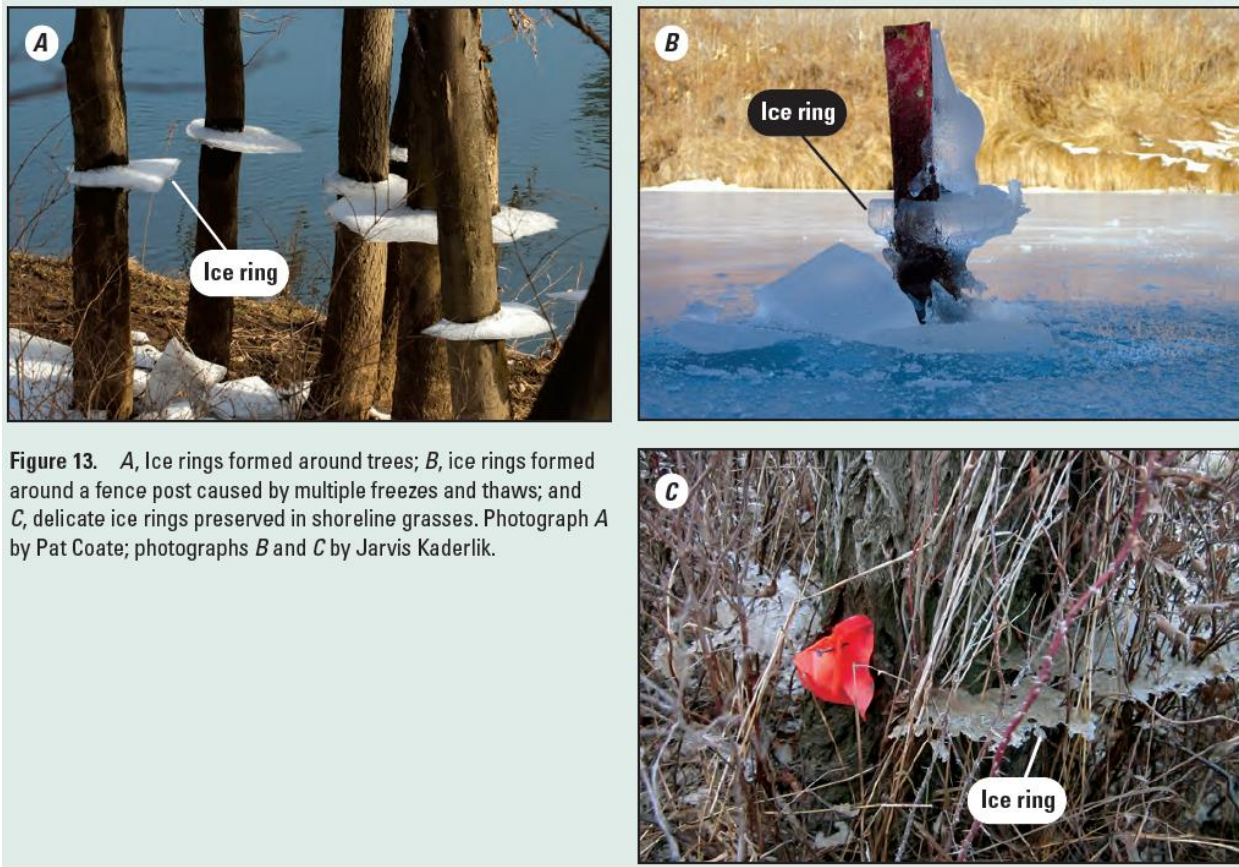 A
Ice ring
B
Ice ring
Figure 13. A, Ice rings formed around trees; B, ice rings formed
around a fence post caused by multiple freezes and thaws; and
C, delicate ice rings preserved in shoreline grasses. Photograph A
by Pat Coate; photographs B and C by Jarvis Kaderlik.
C
Ice ring